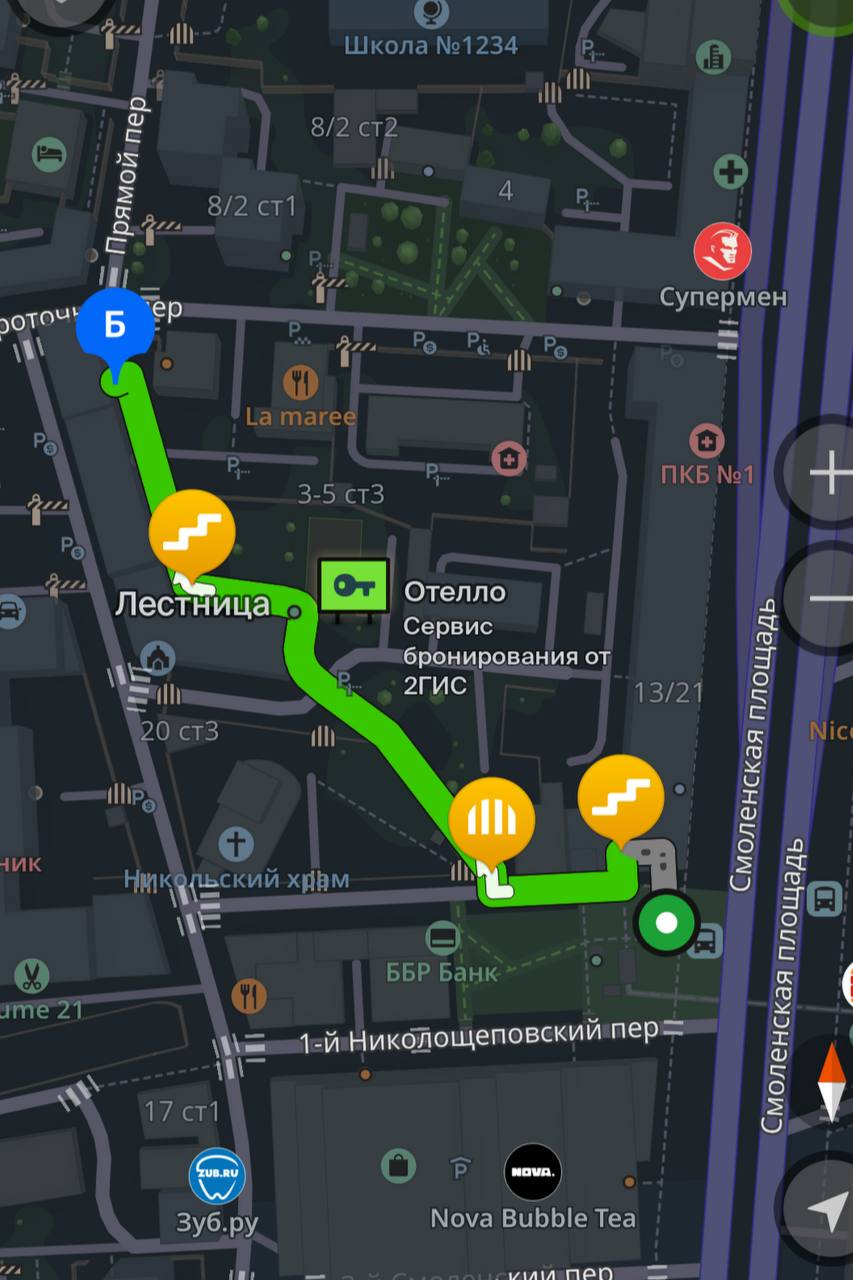 Школа №1234
8/2 ст2
Прямой пер
8/2 ст1
4
Супермен
пер
Б
La maree
ПКБ №1
3-5 ст3
Лестница
Отелло
Сервис
бронирования от
2ГИС
13/21
Смоленская площадь
20 ст3
Никольский храм
Смоленская площадь
ББР Банк
1-й Николощеповский пер
17 ст1
ZUB.RU
NOVA.
Зуб.ру
Nova Bubble Tea
пер